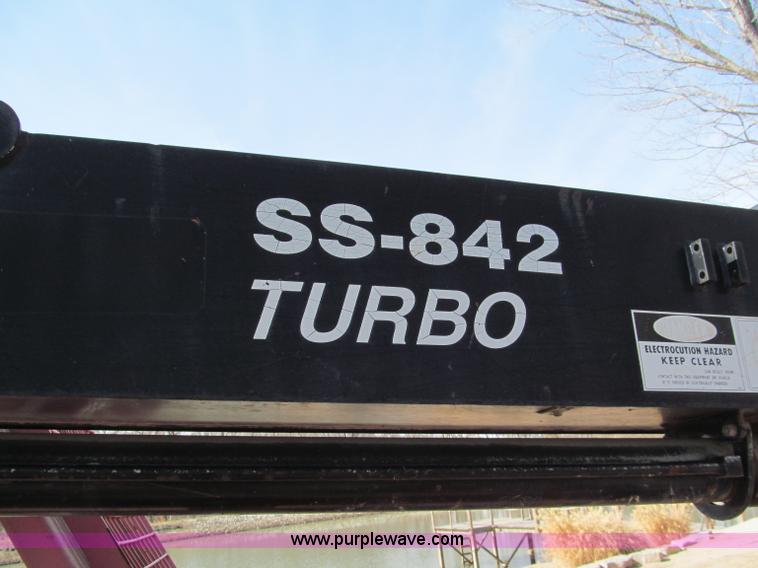 SS-842
TURBO
ELECTROCUTION HAZARD
KEEP CLEAR
www.purplewave.com